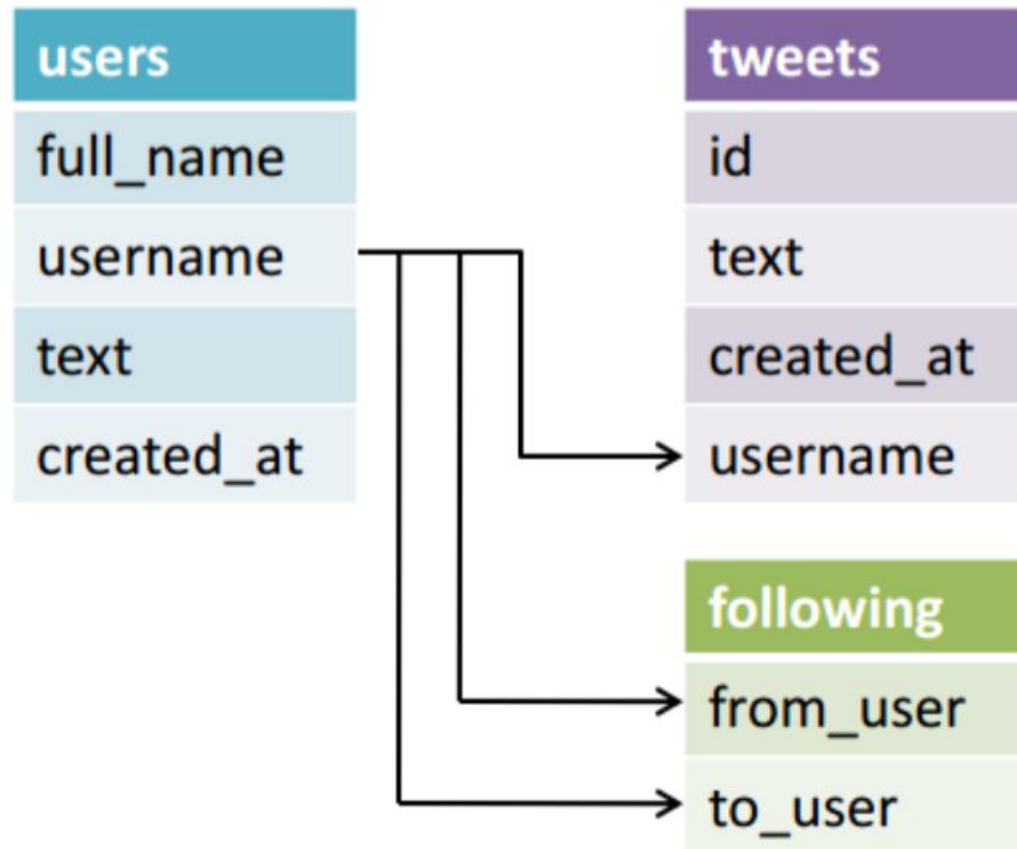 users
full_name
username
text
created_at
tweets
id
text
created_at
username
following
from_user
to_user